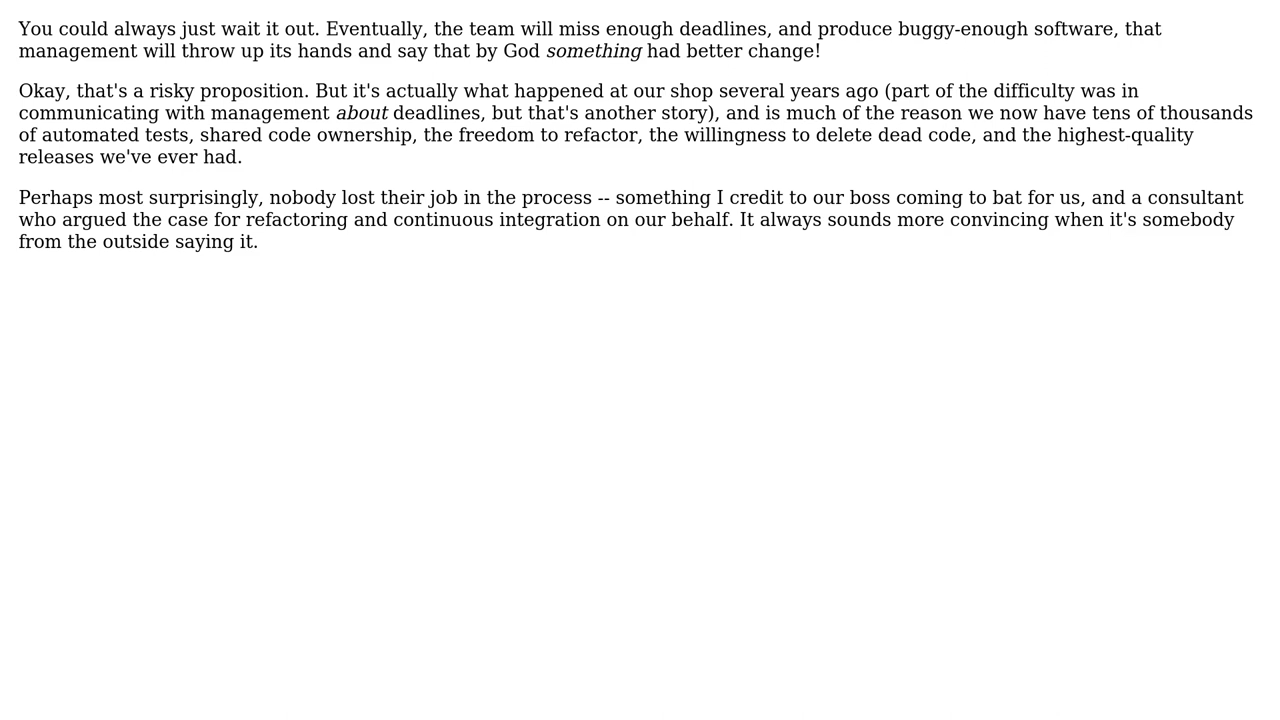 You could always just wait it out. Eventually, the team will miss enough deadlines, and produce buggy-enough software, that
management will throw up its hands and say that by God something had better change!
Okay, that's a risky proposition. But it's actually what happened at our shop several years ago (part of the difficulty was in
communicating with management about deadlines, but that's another story), and is much of the reason we now have tens of thousands
of automated tests, shared code ownership, the freedom to refactor, the willingness to delete dead code, and the highest-quality
releases we've ever had.
Perhaps most surprisingly, nobody lost their job in the process -- something I credit to our boss coming to bat for us, and a consultant
who argued the case for refactoring and continuous integration on our behalf. It always sounds more convincing when it's somebody
from the outside saying it.